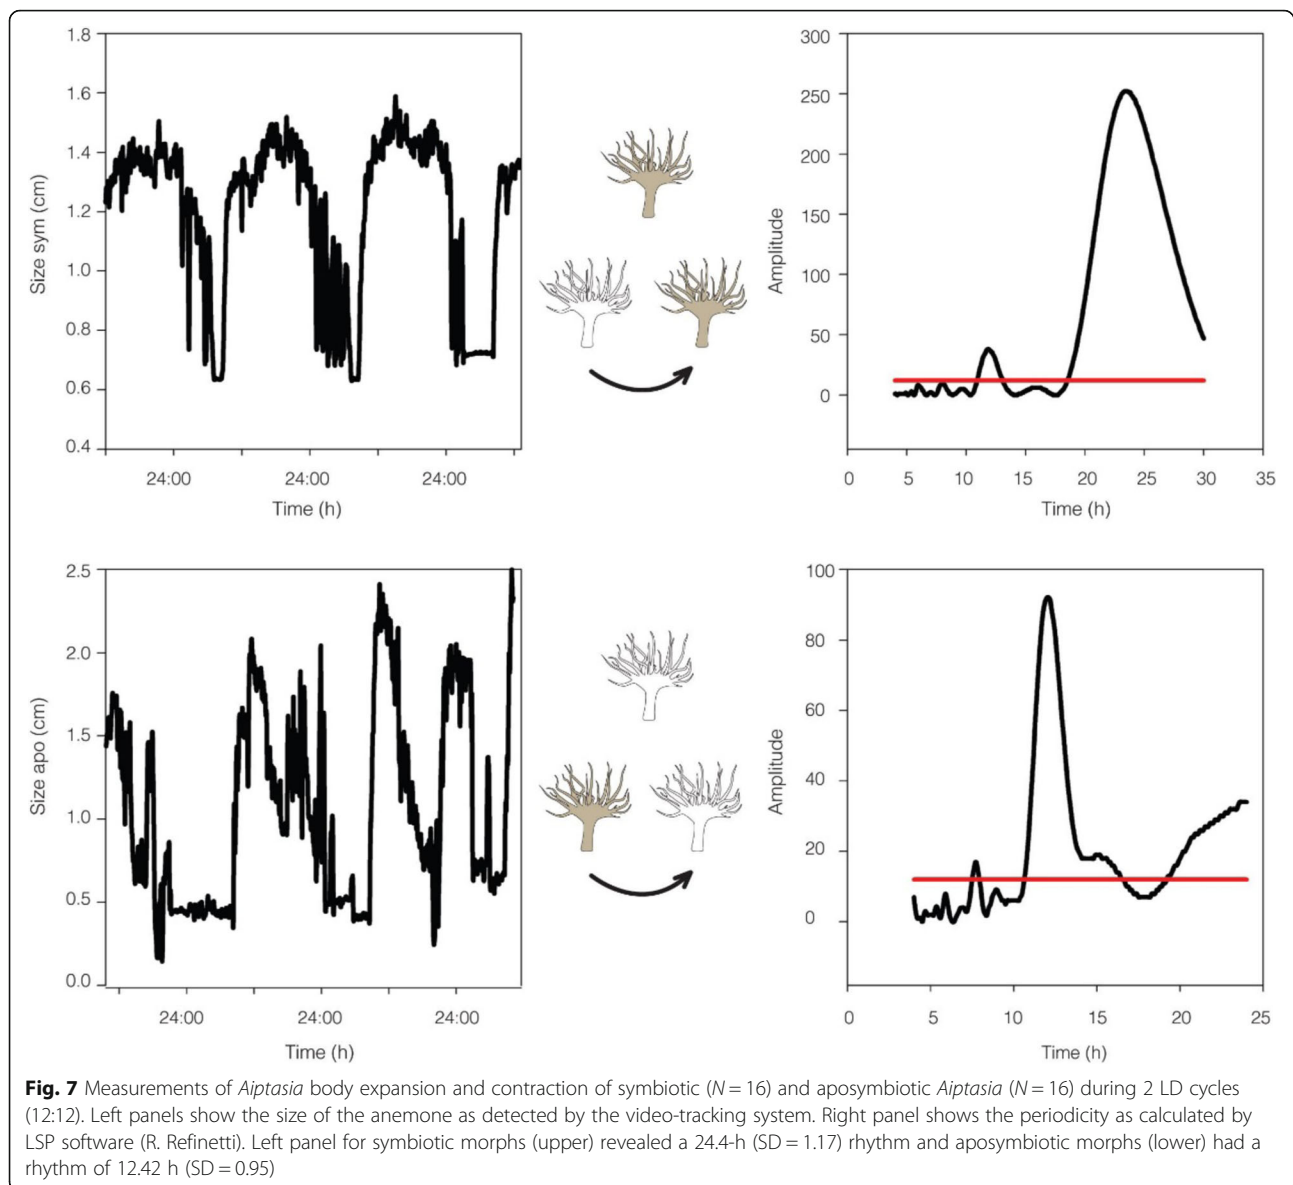 1.8
1.6
1.4
1.2
1.0
0.8
0.6
0.4
Size sym (cm)
24:00 24:00 24:00
Time (h)
300
250
200
150
100
50
0
Amplitude
0 5 10 15 20 25 30 35
Time (h)
2.5
2.0
1.5
1.0
0.5
0.0
Size apo (cm)
24:00 24:00 24:00
Time (h)
100
80
60
40
20
0
Amplitude
0 5 10 15 20 25
Time (h)
Fig. 7 Measurements of Aiptasia body expansion and contraction of symbiotic (N = 16) and aposymbiotic Aiptasia (N = 16) during 2 LD cycles
(12:12). Left panels show the size of the anemone as detected by the video-tracking system. Right panel shows the periodicity as calculated by
LSP software (R. Refinetti). Left panel for symbiotic morphs (upper) revealed a 24.4-h (SD = 1.17) rhythm and aposymbiotic morphs (lower) had a
rhythm of 12.42 h (SD = 0.95)